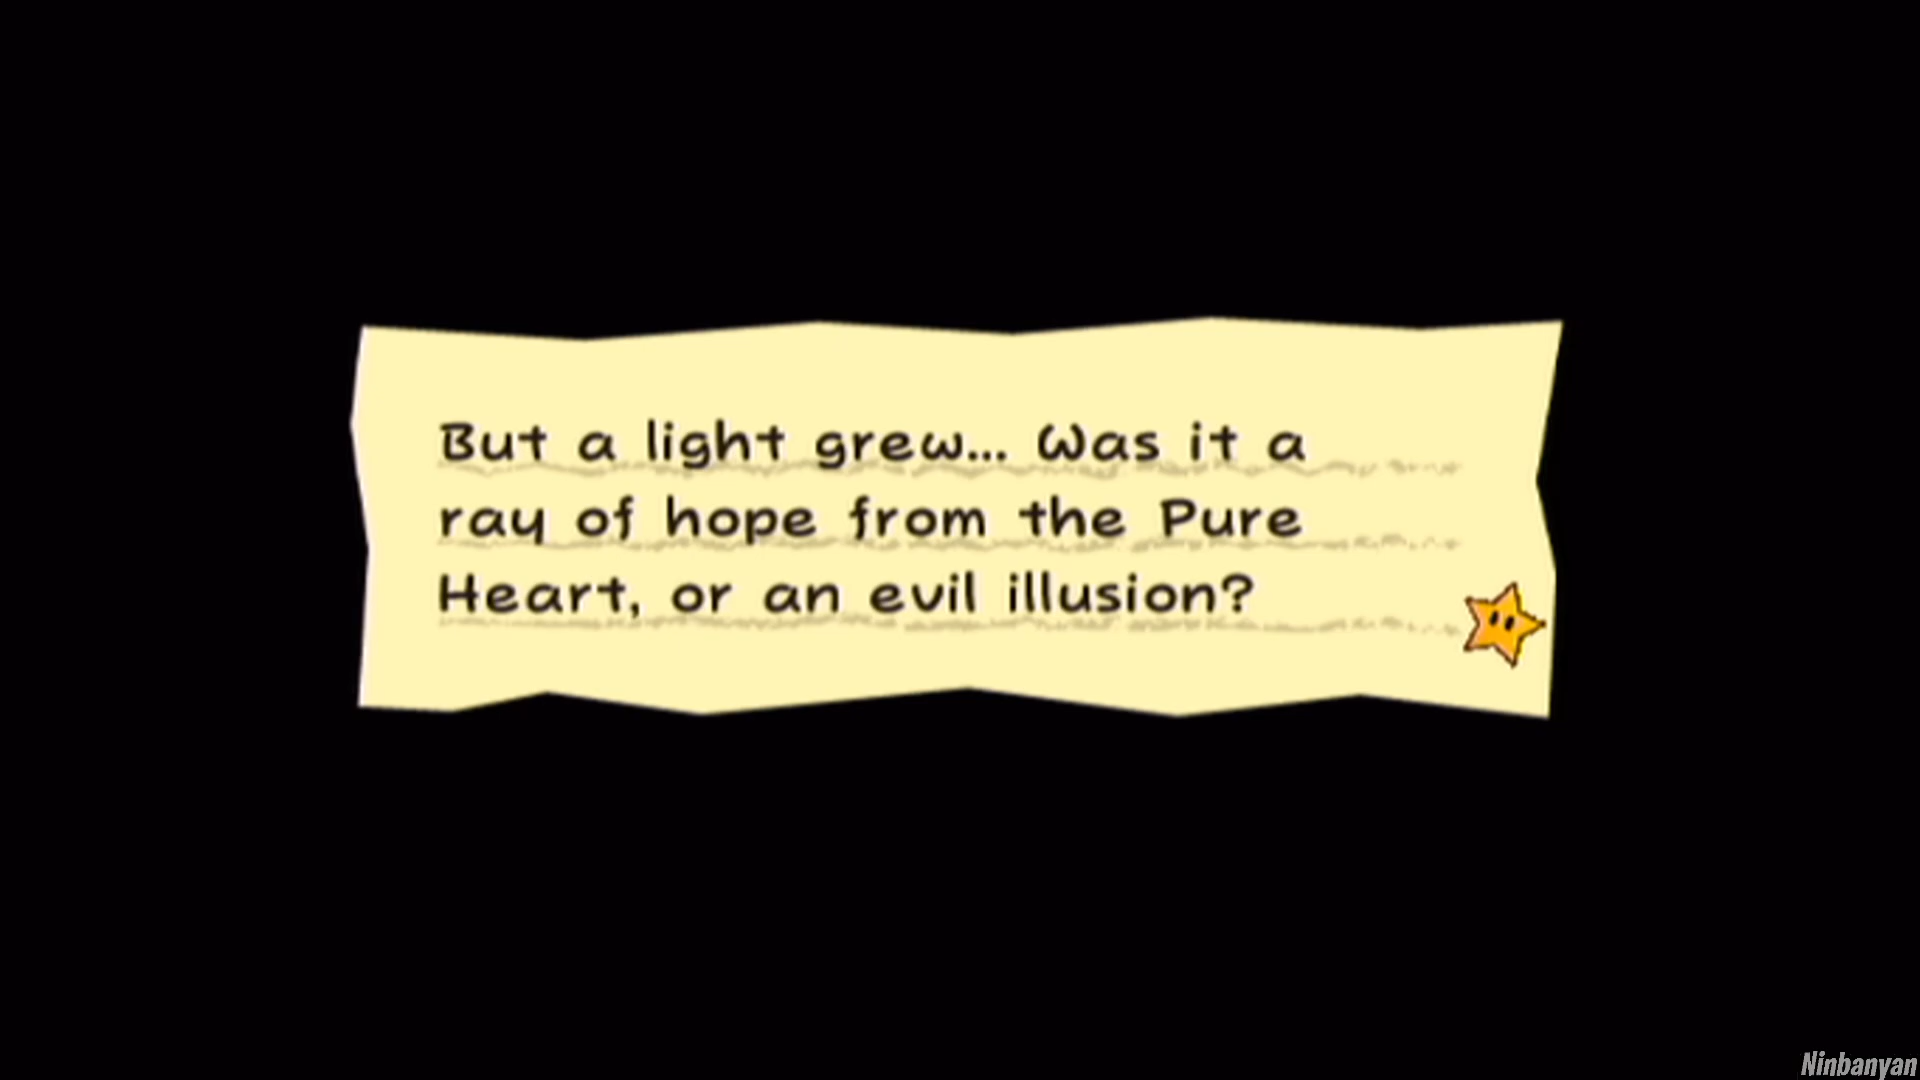 But a light grew... Was it a
ray of hope from the Pure
Heart, or an evil illusion?
Ninbanyan